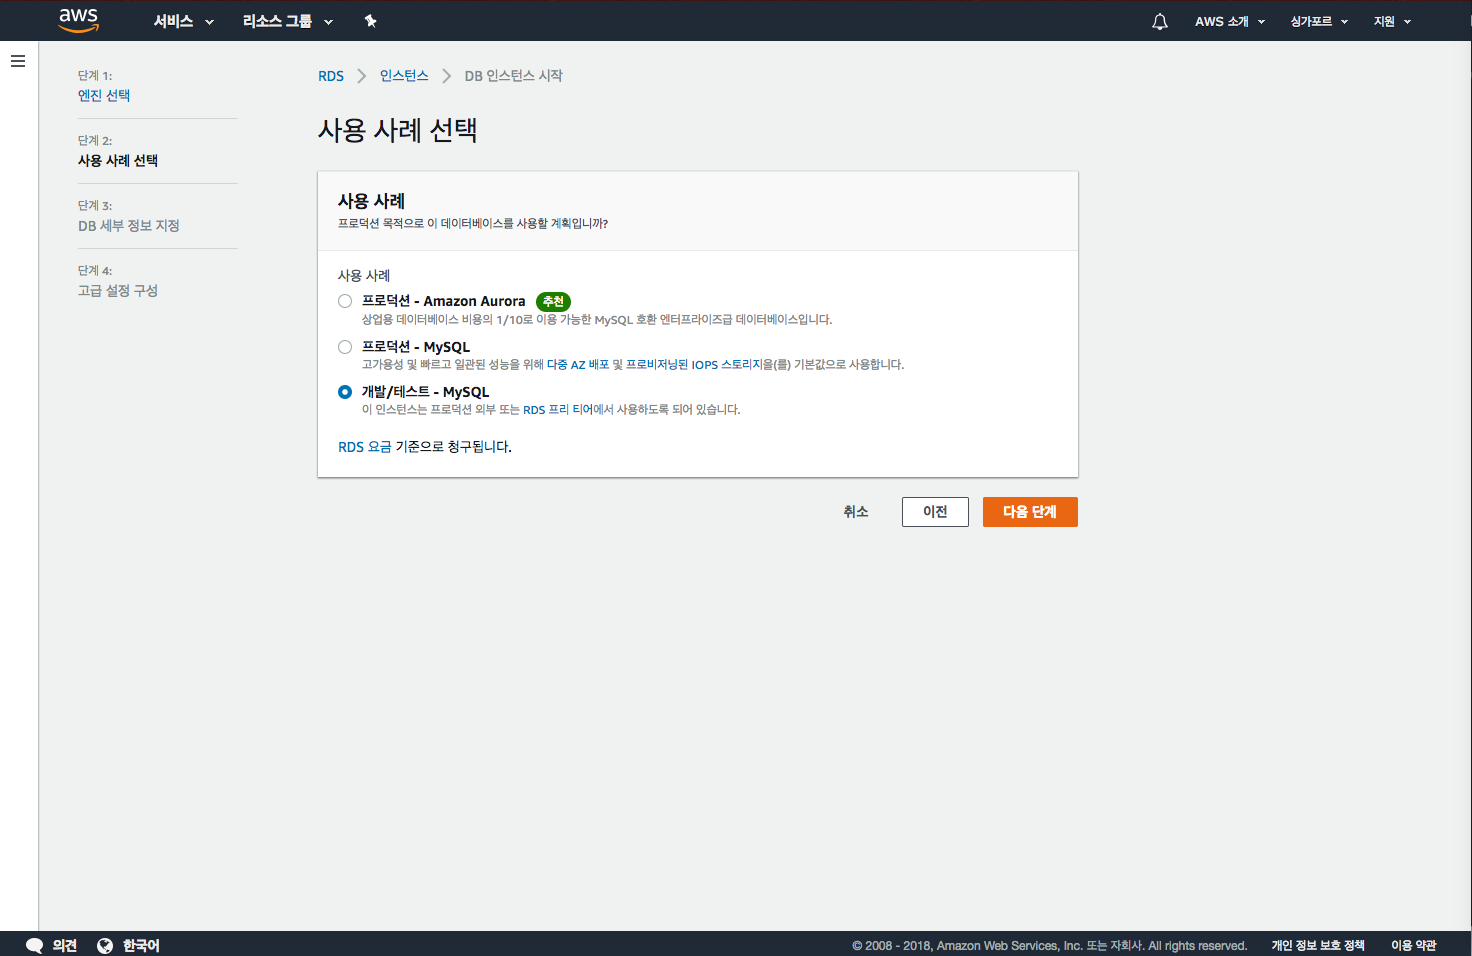 aws 서비스 리소스 그룹 AWS 소개 싱가포르 지원
단계 1:
엔진 선택
단계 2:
사용 사례 선택
단계 3:
DB 세부 정보 지정
단계 4:
고급 설정 구성
RDS 인스턴스 DB 인스턴스 시작
사용 사례 선택
사용 사례
프로덕션 목적으로 이 데이터베이스를 사용할 계획입니까?
사용 사례
프로덕션 - Amazon Aurora 추천
상업용 데이터베이스 비용의 1/10로 이용 가능한 MySQL 호환 엔터프라이즈급 데이터베이스입니다.
프로덕션 - MySQL
고가용성 및 빠르고 일관된 성능을 위해 다중 AZ 배포 및 프로비저닝된 IOPS 스토리지을(를) 기본값으로 사용합니다.
개발/테스트 - MySQL
이 인스턴스는 프로덕션 외부 또는 RDS 프리 티어에서 사용하도록 되어 있습니다.
RDS 요금 기준으로 청구됩니다.
취소 이전 다음 단계
의견 한국어 © 2008 - 2018, Amazon Web Services, Inc. 또는 자회사. All rights reserved. 개인 정보 보호 정책 이용 약관